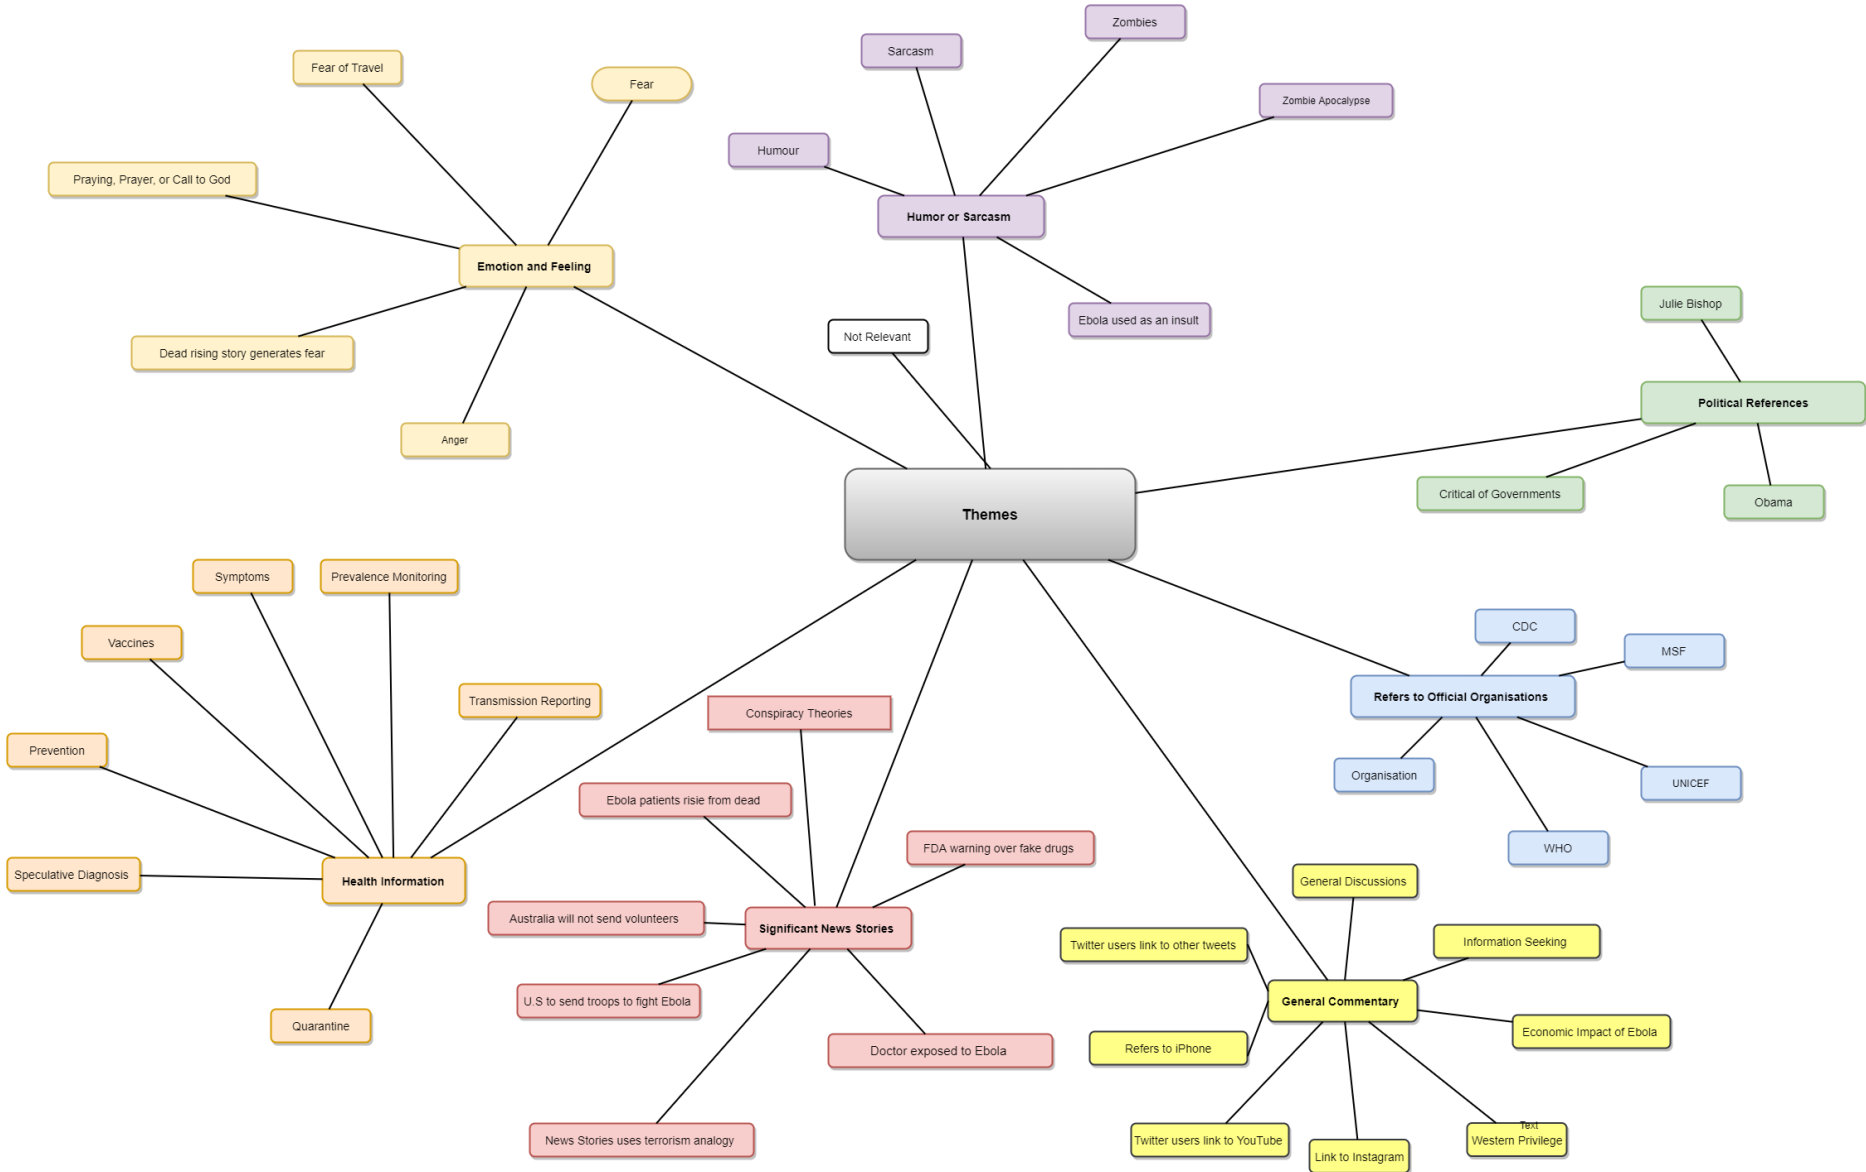 Zombies
Sarcasm
Fear of Travel
Fear
Zombie Apocalypse
Humour
Praying, Prayer, or Call to God
Humor or Sarcasm
Emotion and Feeling
Julie Bishop
Ebola used as an insult
Not Relevant
Dead rising story generates fear
Political References
Anger
Critical of Governments
Obama
Themes
Symptoms
Prevalence Monitoring
CDC
Vaccines
MSF
Refers to Official Organisations
Transmission Reporting
Conspiracy Theories
Prevention
Organisation
UNICEF
Ebola patients risie from dead
FDA warning over fake drugs
WHO
Speculative Diagnosis
Health Information
General Discussions
Australia will not send volunteers
Significant News Stories
Twitter users link to other tweets
Information Seeking
U.S to send troops to fight Ebola
General Commentary
Quarantine
Economic Impact of Ebola
Doctor exposed to Ebola
Refers to iPhone
Text
News Stories uses terrorism analogy
Twitter users link to YouTube
Western Privilege
Link to Instagram